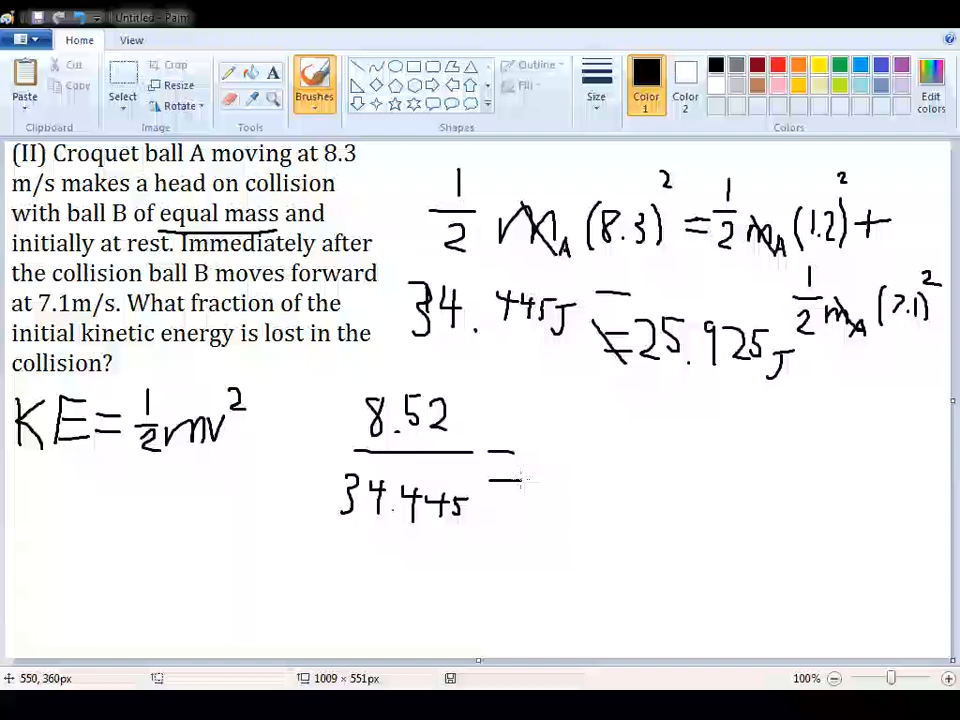 Untitled - Paint
Home View
Paste
Cut
Copy
Clipboard
Select
Crop
Resize
Rotate
Image
A
Tools
Brushes
Outline
Fill
Shapes
Size
Color 1
Color 2
Edit colors
Colors
(II) Croquet ball A moving at 8.3
m/s makes a head on collision
with ball B of equal mass and
initially at rest. Immediately after
the collision ball B moves forward
at 7.1m/s. What fraction of the
initial kinetic energy is lost in the
collision?
KE = 1/2 mv²
1/2 m_A (8.3)² = 1/2 m_A (1.2)² +
1/2 m_A (7.1)²
34.445J –
= 25.925J
8.52/34.445 =
550, 360px
1009 × 551px
100%